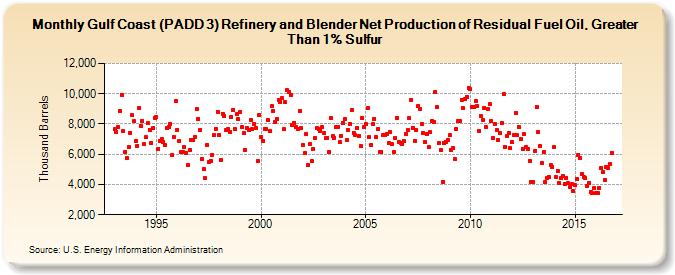 Monthly Gulf Coast (PADD 3) Refinery and Blender Net Production of Residual Fuel Oil, Greater
Than 1% Sulfur
Thousand Barrels
12,000
10,000
8,000
6,000
4,000
2,000
1995
2000
2005
2010
2015
Source: U.S. Energy Information Administration